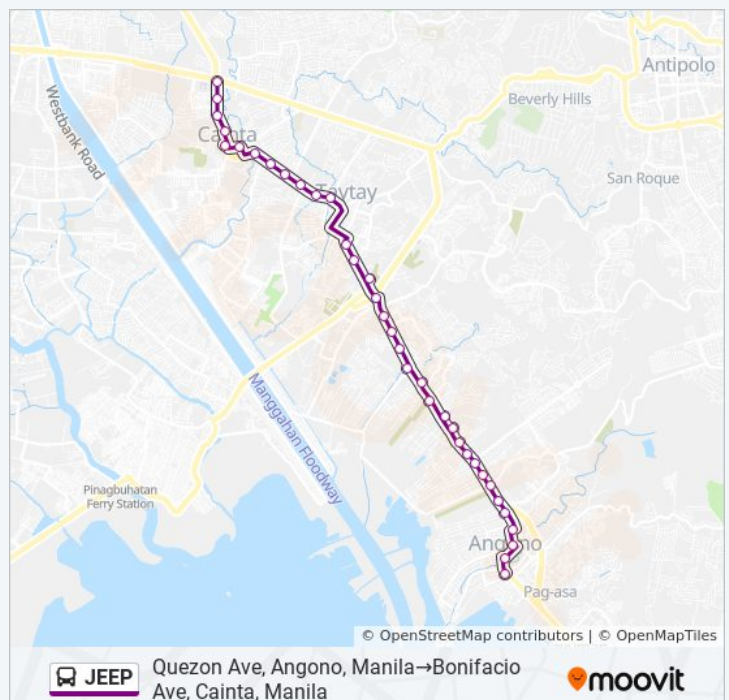 Antipolo
Beverly Hills
Westbank Road
Cainta
San Roque
Taytay
Manggahan Floodway
Pinagbuhatan
Ferry Station
Angono
Pag-asa
© OpenStreetMap contributors | © OpenMapTiles
JEEP
Quezon Ave, Angono, Manila→Bonifacio
Ave, Cainta, Manila
moovit